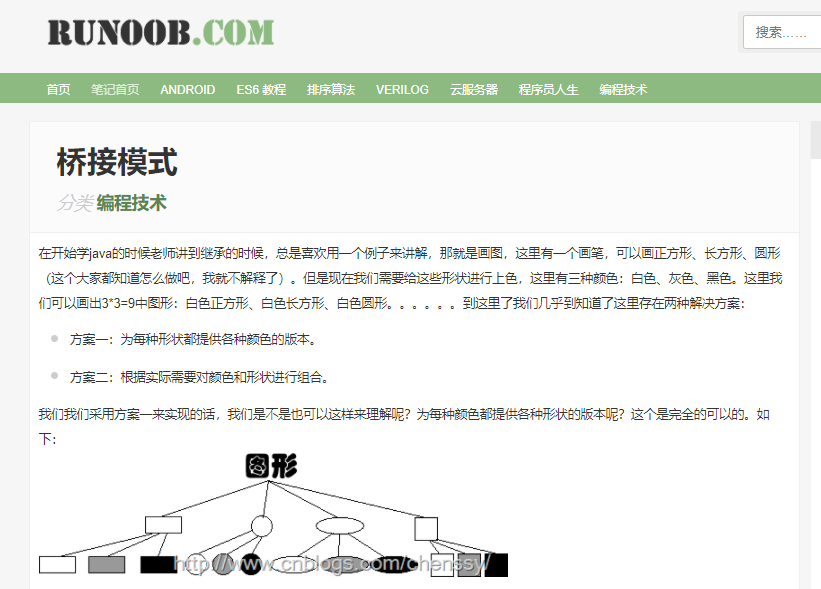 RUNOOB.COM
搜索……
首页 笔记首页 ANDROID ES6 教程 排序算法 VERILOG 云服务器 程序员人生 编程技术
桥接模式
分类 编程技术
在开始学java的时候老师讲到继承的时候，总是喜欢用一个例子来讲解，那就是画图，这里有一个画笔，可以画正方形、长方形、圆形
（这个大家都知道怎么做吧，我就不解释了）。但是现在我们需要给这些形状进行上色，这里有三种颜色：白色、灰色、黑色。这里我
们可以画出3*3=9中图形：白色正方形、白色长方形、白色圆形。。。。。。到这里了我们几乎到知道了这里存在两种解决方案：
方案一：为每种形状都提供各种颜色的版本。
方案二：根据实际需要对颜色和形状进行组合。
我们我们采用方案一来实现的话，我们是不是也可以这样来理解呢？为每种颜色都提供各种形状的版本呢？这个是完全的可以的。如
下：
图形
http://www.cnblogs.com/chenssy/